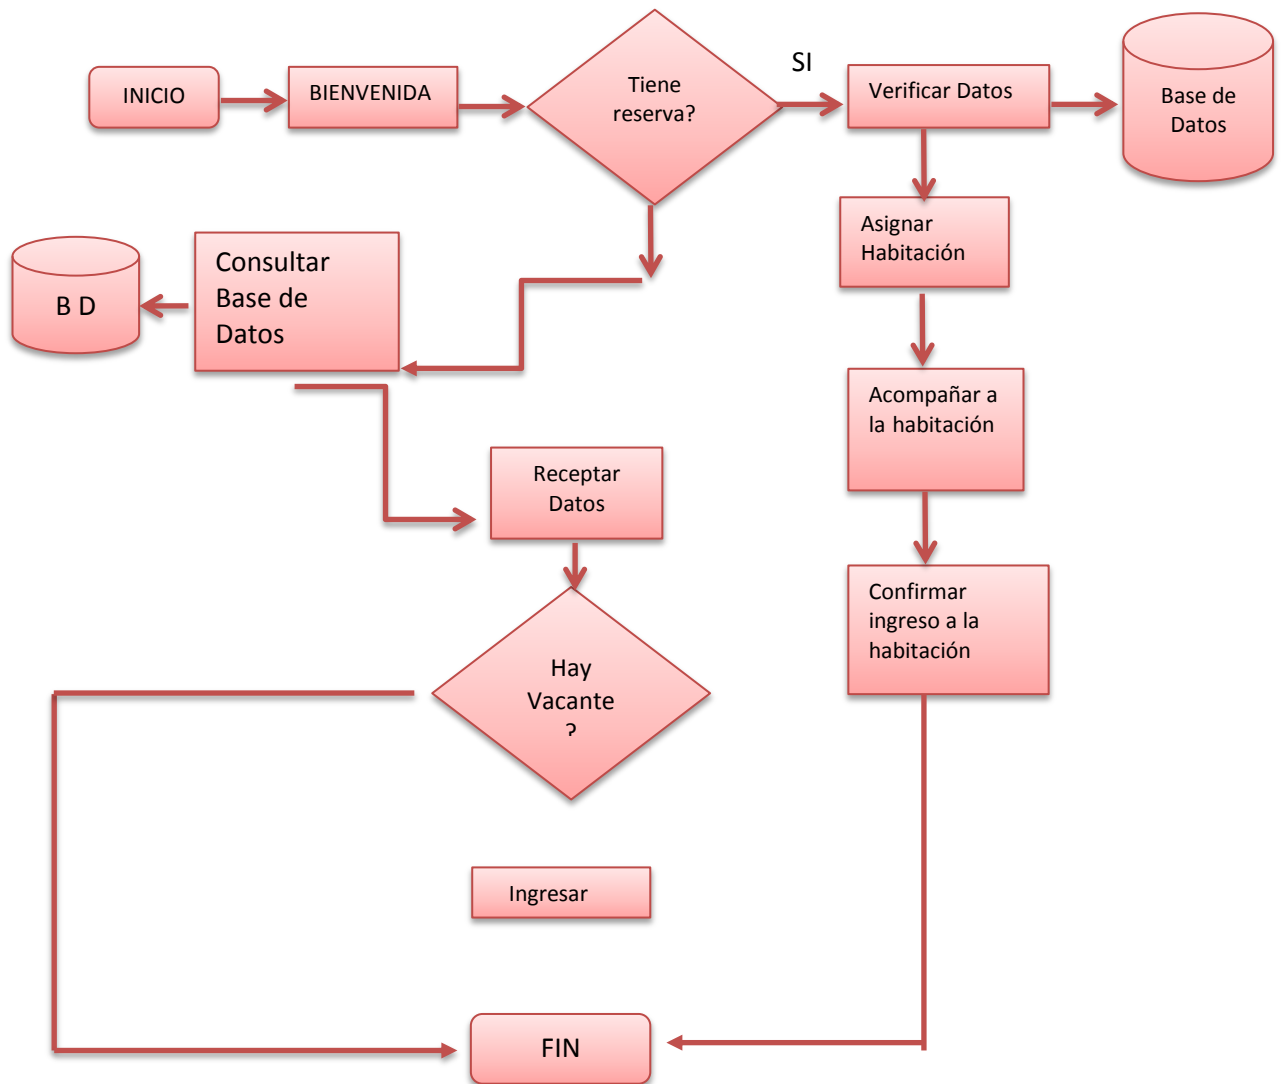 INICIO
BIENVENIDA
Tiene
reserva?
SI
Verificar Datos
Base de
Datos
Asignar
Habitación
Consultar
Base de
Datos
B D
Acompañar a
la habitación
Receptar
Datos
Confirmar
ingreso a la
habitación
Hay
Vacante
?
Ingresar
FIN